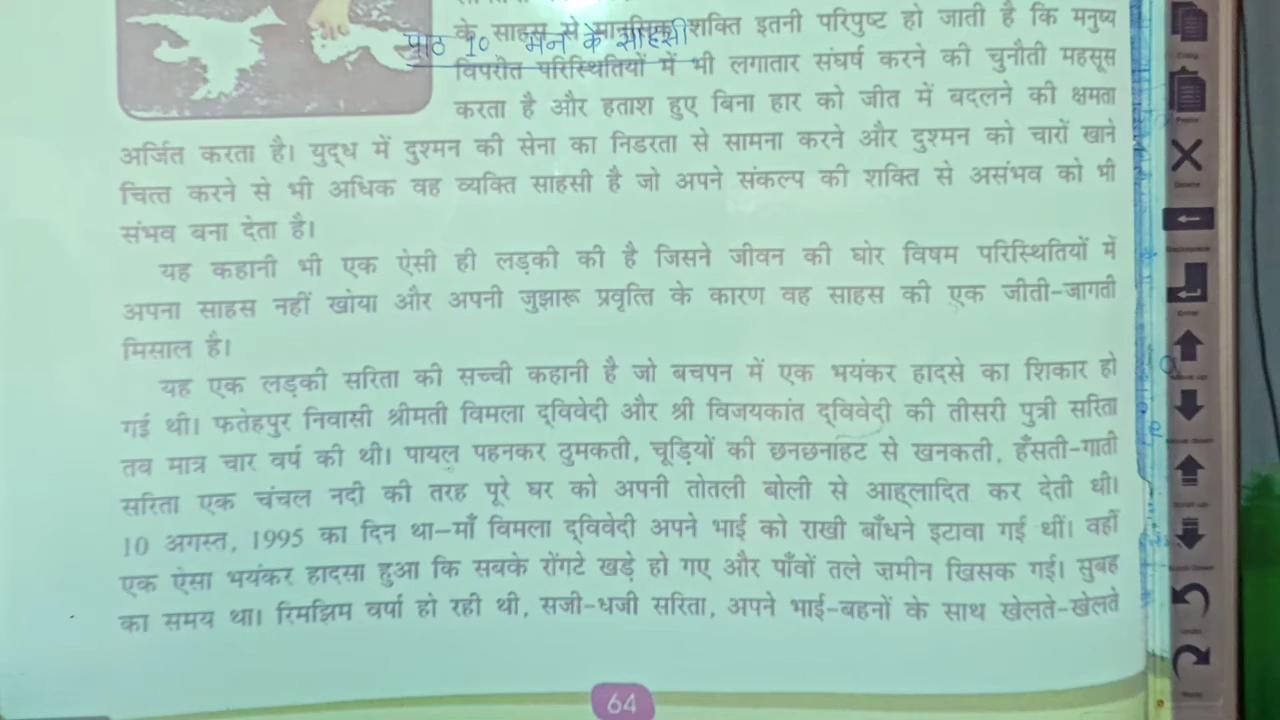 के साहस से मानसिक शक्ति इतनी परिपुष्ट हो जाती है कि मनुष्य
पाठ 10 मन के साहसी
विपरीत परिस्थितियों में भी लगातार संघर्ष करने की चुनौती महसूस
करता है और हताश हुए बिना हार को जीत में बदलने की क्षमता
अर्जित करता है। युद्ध में दुश्मन की सेना का निडरता से सामना करने और दुश्मन को चारों खाने
चित्त करने से भी अधिक वह व्यक्ति साहसी है जो अपने संकल्प की शक्ति से असंभव को भी
संभव बना देता है।
यह कहानी भी एक ऐसी ही लड़की की है जिसने जीवन की घोर विषम परिस्थितियों में
अपना साहस नहीं खोया और अपनी जुझारू प्रवृत्ति के कारण वह साहस की एक जीती-जागती
मिसाल है।
यह एक लड़की सरिता की सच्ची कहानी है जो बचपन में एक भयंकर हादसे का शिकार हो
गई थी। फतेहपुर निवासी श्रीमती विमला द्विवेदी और श्री विजयकांत द्विवेदी की तीसरी पुत्री सरिता
तब मात्र चार वर्ष की थी। पायल पहनकर ठुमकती, चूड़ियों की छनछनाहट से खनकती, हँसती-गाती
सरिता एक चंचल नदी की तरह पूरे घर को अपनी तोतली बोली से आह्लादित कर देती थी।
10 अगस्त, 1995 का दिन था–माँ विमला द्विवेदी अपने भाई को राखी बाँधने इटावा गई थीं। वहीं
एक ऐसा भयंकर हादसा हुआ कि सबके रोंगटे खड़े हो गए और पाँवों तले ज़मीन खिसक गई। सुबह
का समय था। रिमझिम वर्षा हो रही थी, सजी-धजी सरिता, अपने भाई-बहनों के साथ खेलते-खेलते
64